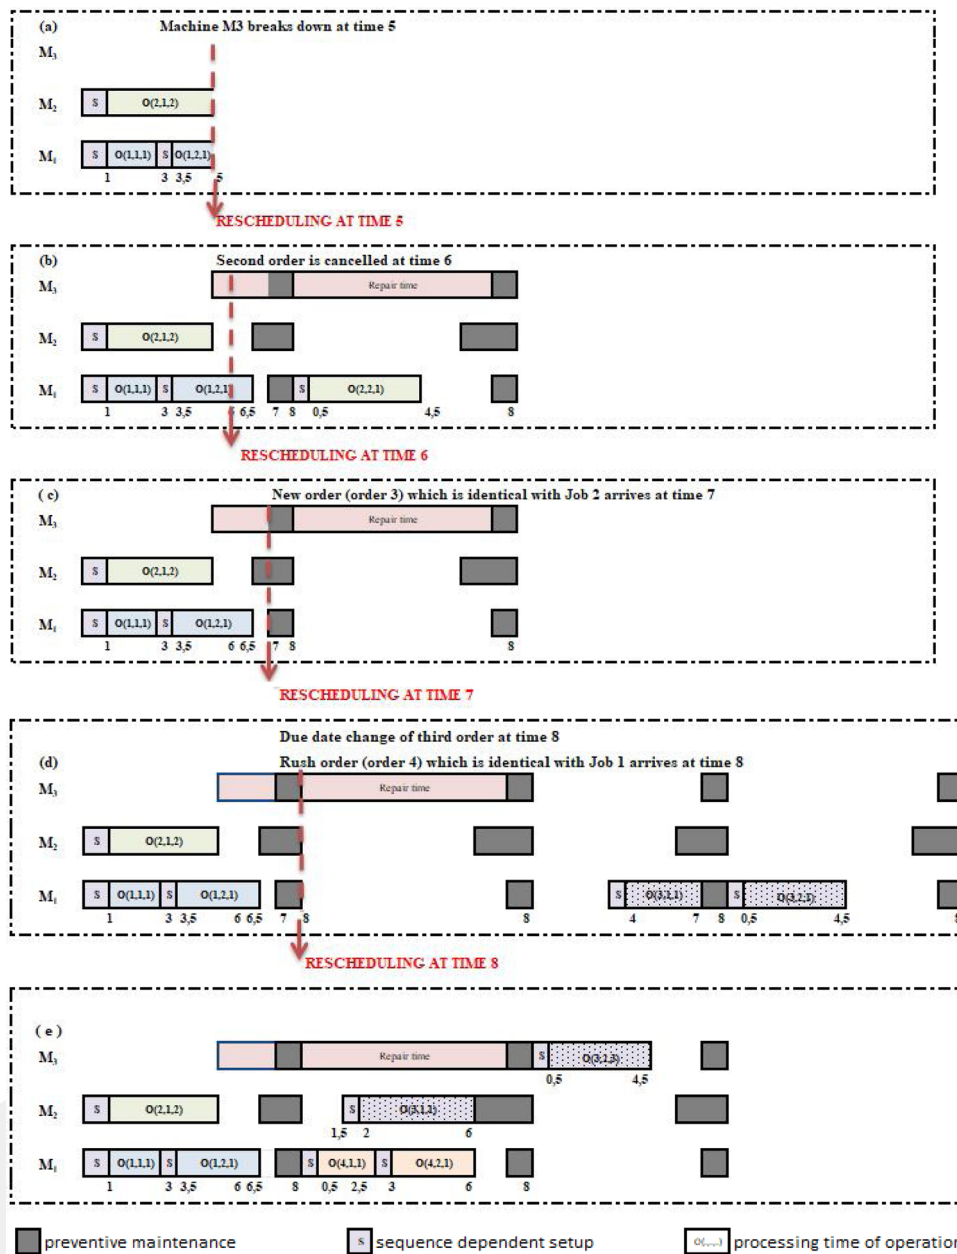 (a) Machine M3 breaks down at time 5
M3
M2 S O(2,1,2)
M1 S O(1,1,1) S O(1,2,1)
1 3 3,5 5
RESCHEDULING AT TIME 5
(b) Second order is cancelled at time 6
M3 Repair time
M2 S O(2,1,2)
M1 S O(1,1,1) S O(1,2,1) S O(2,2,1)
1 3 3,5 6 6,5 7 8 0,5 4,5 8
RESCHEDULING AT TIME 6
( c) New order (order 3) which is identical with Job 2 arrives at time 7
M3 Repair time
M2 S O(2,1,2)
M1 S O(1,1,1) S O(1,2,1)
1 3 3,5 6 6,5 7 8 8
RESCHEDULING AT TIME 7
Due date change of third order at time 8
(d) Rush order (order 4) which is identical with Job 1 arrives at time 8
M3 Repair time
M2 S O(2,1,2)
M1 S O(1,1,1) S O(1,2,1) S O(3,2,1) S O(3,2,1)
1 3 3,5 6 6,5 7 8 8 4 7 8 0,5 4,5 8
RESCHEDULING AT TIME 8
( e )
M3 Repair time S
0,5 4,5
M2 S O(2,1,2) S
1,5 2 6
M1 S O(1,1,1) S O(1,2,1) S O(4,1,1) S O(4,2,1)
1 3 3,5 6 6,5 8 0,5 2,5 3 6 8
preventive maintenance S sequence dependent setup O(.,.,.) processing time of operation